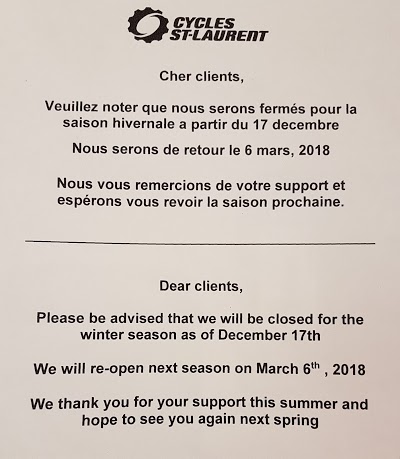 CYCLES
ST-LAURENT
Cher clients,
Veuillez noter que nous serons fermés pour la
saison hivernale a partir du 17 decembre
Nous serons de retour le 6 mars, 2018
Nous vous remercions de votre support et
espérons vous revoir la saison prochaine.
Dear clients,
Please be advised that we will be closed for the
winter season as of December 17th
We will re-open next season on March 6th , 2018
We thank you for your support this summer and
hope to see you again next spring